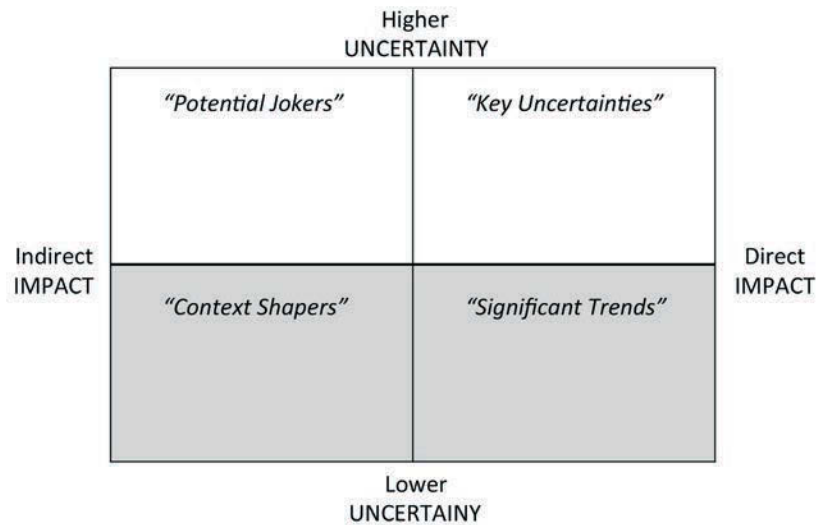 Higher
UNCERTAINTY
“Potential Jokers” “Key Uncertainties”
Indirect
IMPACT
Direct
IMPACT
“Context Shapers” “Significant Trends”
Lower
UNCERTAINY